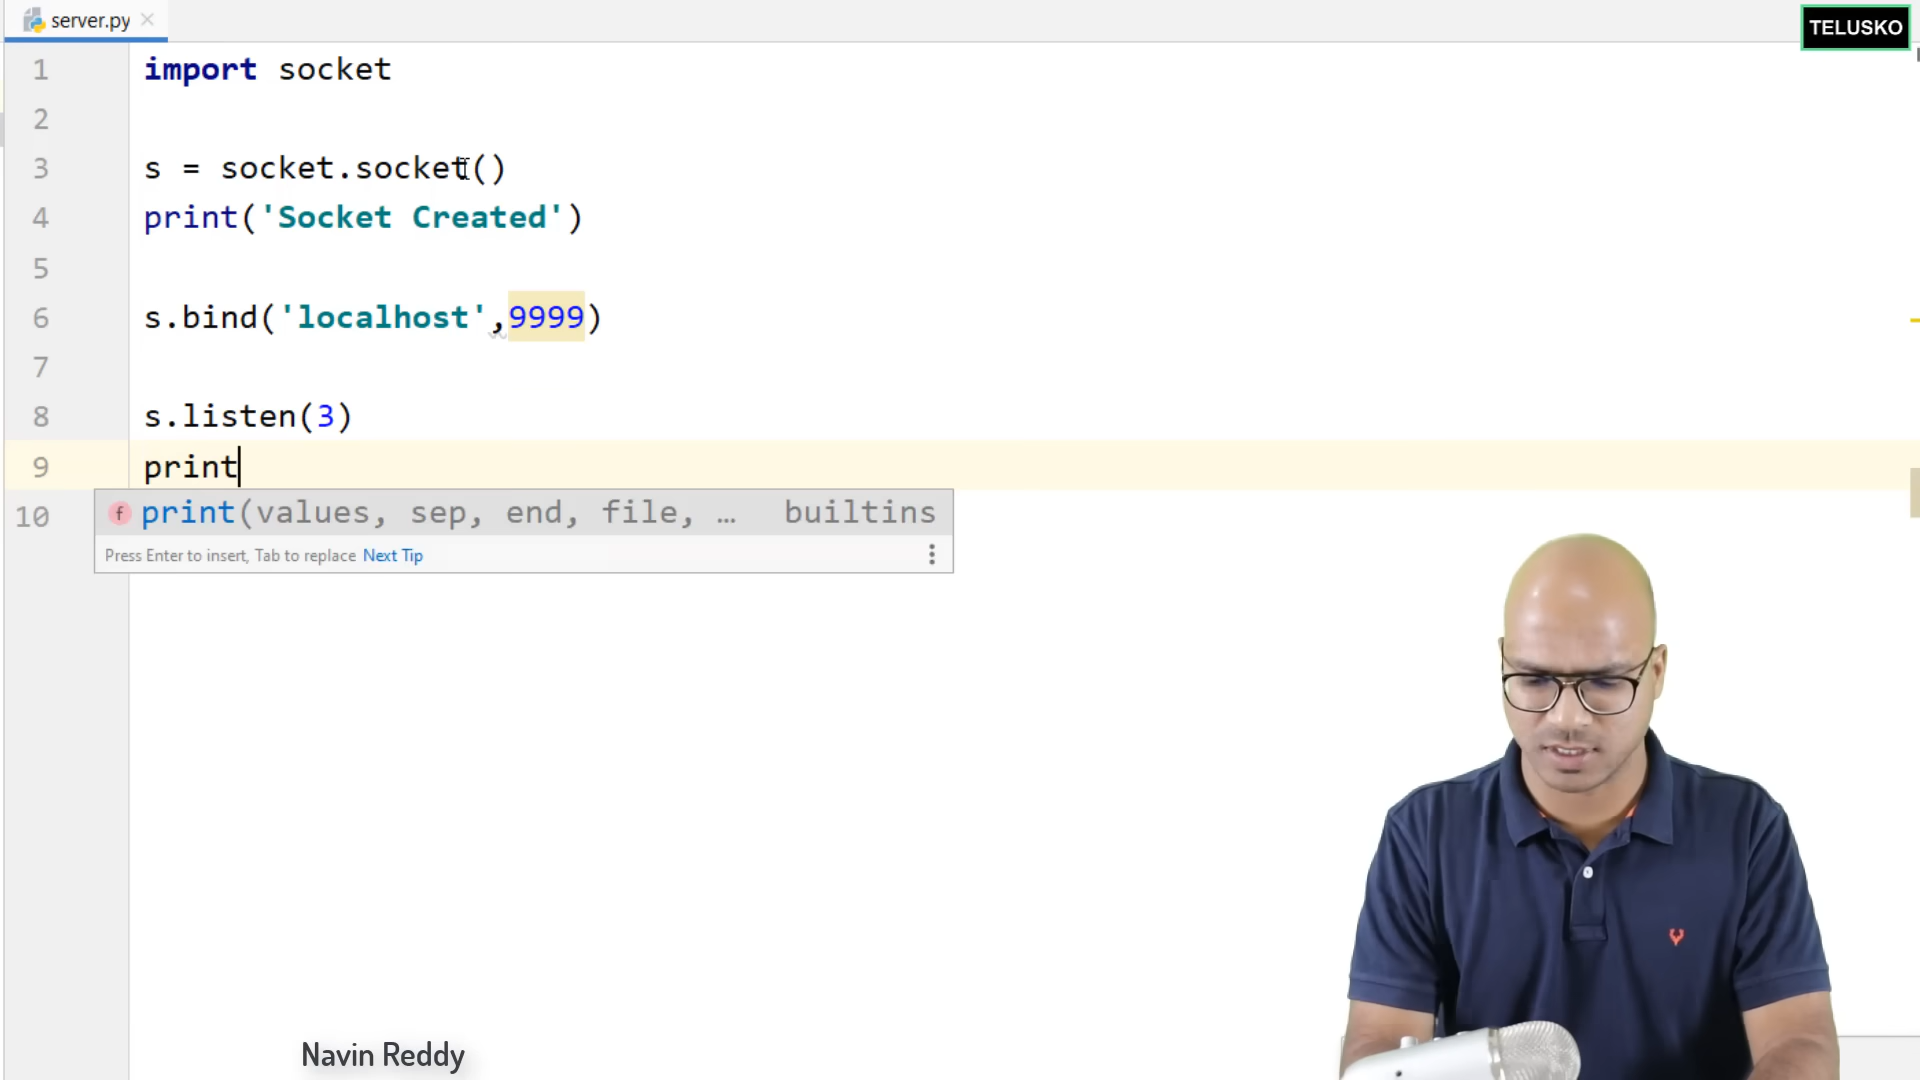 server.py
TELUSKO
1 import socket
2
3 s = socket.socket()
4 print('Socket Created')
5
6 s.bind('localhost',9999)
7
8 s.listen(3)
9 print
10
f print(values, sep, end, file, … builtins
Press Enter to insert, Tab to replace Next Tip
Navin Reddy